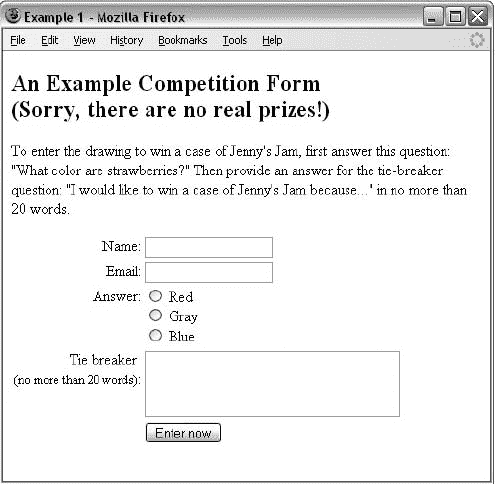 Example 1 - Mozilla Firefox
File Edit View History Bookmarks Tools Help
An Example Competition Form
(Sorry, there are no real prizes!)
To enter the drawing to win a case of Jenny's Jam, first answer this question:
"What color are strawberries?" Then provide an answer for the tie-breaker
question: "I would like to win a case of Jenny's Jam because..." in no more than
20 words.
Name:
Email:
Answer: Red
Gray
Blue
Tie breaker
(no more than 20 words):
Enter now